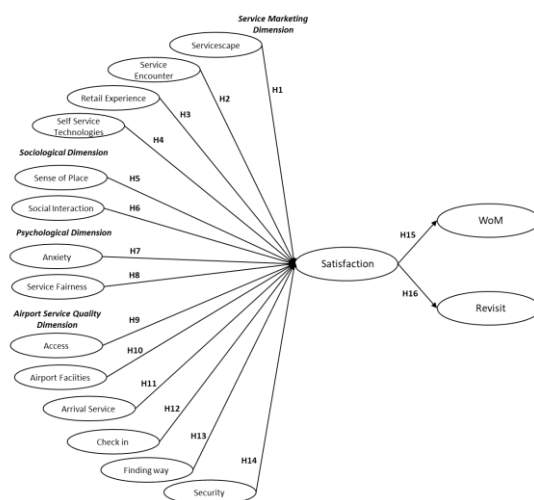 Service Marketing
Dimension
Servicescape
H1
Service
Encounter
H2
Retail Experience
H3
Self Service
Technologies
H4
Sociological Dimension
Sense of Place
H5
Social Interaction
H6
Psychological Dimension
Anxiety
H7
Service Fairness
H8
Airport Service Quality
Dimension
Access
H9
Airport Faciities
H10
Arrival Service
H11
Check in
H12
Finding way
H13
Security
H14
Satisfaction
H15
WoM
H16
Revisit